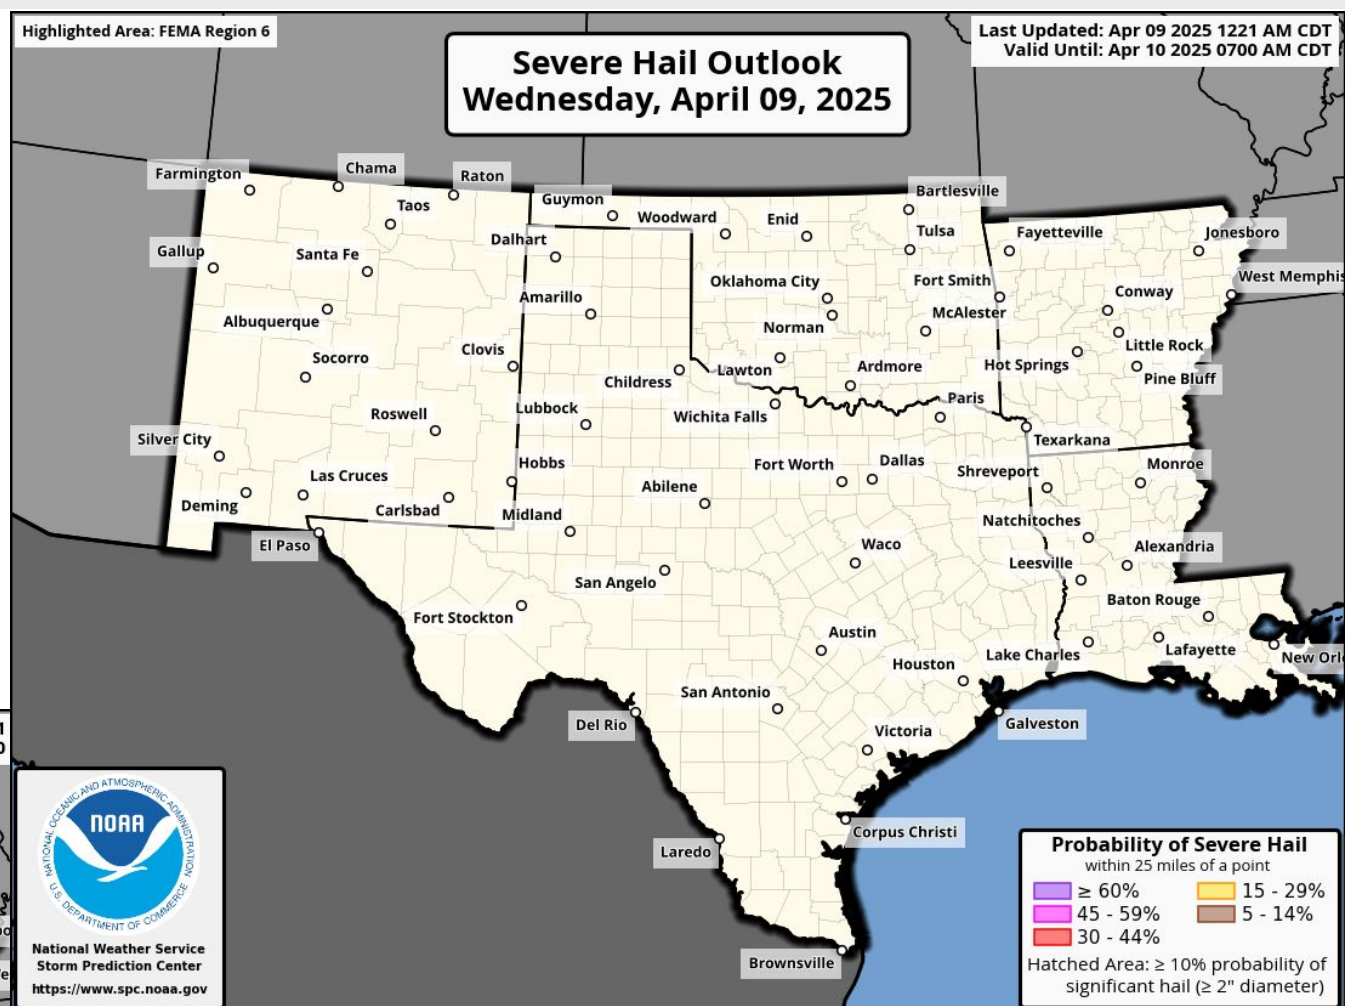 Highlighted Area: FEMA Region 6
Severe Hail Outlook
Wednesday, April 09, 2025
Last Updated: Apr 09 2025 1221 AM CDT
Valid Until: Apr 10 2025 0700 AM CDT
Farmington
Chama
Raton
Taos
Guymon
Woodward
Enid
Bartlesville
Tulsa
Fayetteville
Jonesboro
Gallup
Santa Fe
Dalhart
Oklahoma City
Fort Smith
West Memphis
Albuquerque
Amarillo
Norman
McAlester
Conway
Little Rock
Socorro
Clovis
Childress
Lawton
Ardmore
Hot Springs
Pine Bluff
Roswell
Lubbock
Wichita Falls
Paris
Silver City
Texarkana
Las Cruces
Hobbs
Abilene
Fort Worth
Dallas
Shreveport
Monroe
Deming
Carlsbad
Midland
Natchitoches
El Paso
San Angelo
Waco
Leesville
Alexandria
Fort Stockton
Austin
Baton Rouge
Houston
Lake Charles
Lafayette
New Orl
San Antonio
Del Rio
Victoria
Galveston
Laredo
Corpus Christi
Brownsville
NATIONAL OCEANIC AND ATMOSPHERIC ADMINISTRATION
NOAA
U.S. DEPARTMENT OF COMMERCE
National Weather Service
Storm Prediction Center
https://www.spc.noaa.gov
Probability of Severe Hail
within 25 miles of a point
≥ 60%
15 - 29%
45 - 59%
5 - 14%
30 - 44%
Hatched Area: ≥ 10% probability of
significant hail (≥ 2" diameter)